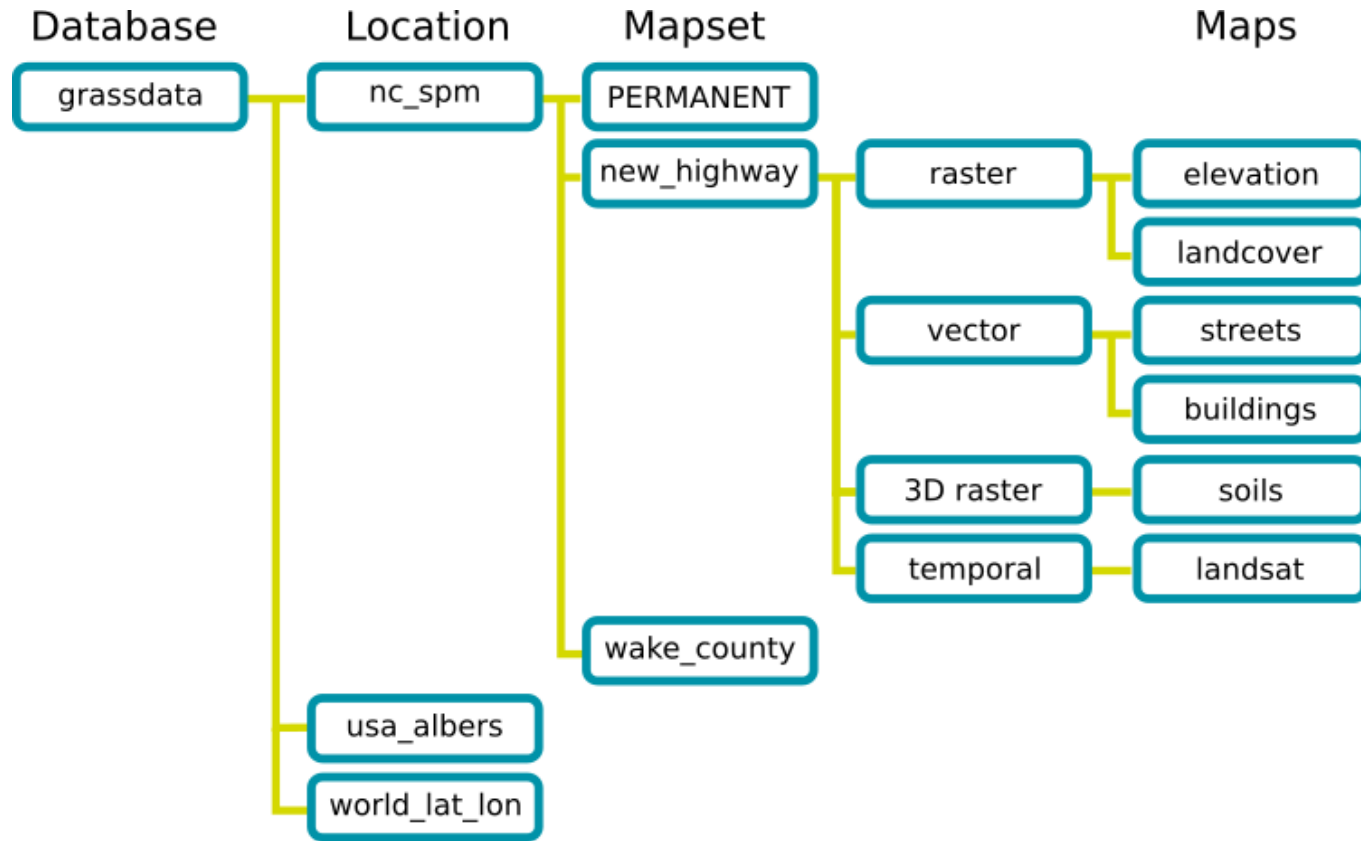 Database Location Mapset Maps
grassdata nc_spm PERMANENT
new_highway raster elevation
landcover
vector streets
buildings
3D raster soils
temporal landsat
wake_county
usa_albers
world_lat_lon